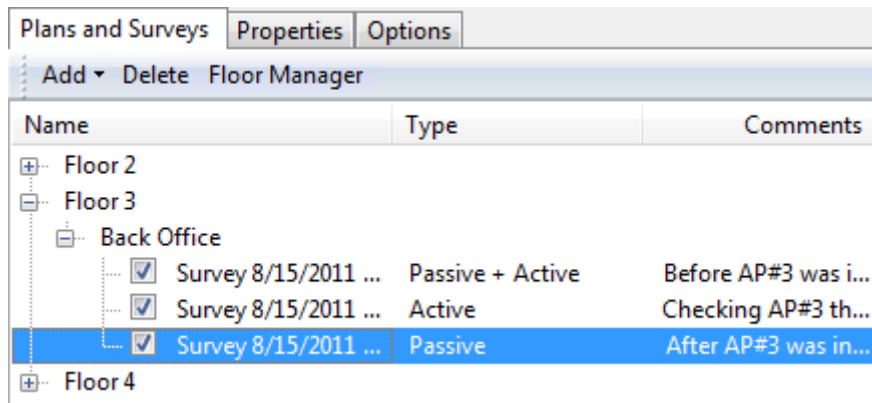 Plans and Surveys Properties Options
Add Delete Floor Manager
Name Type Comments
Floor 2
Floor 3
Back Office
Survey 8/15/2011 ... Passive + Active Before AP#3 was i...
Survey 8/15/2011 ... Active Checking AP#3 th...
Survey 8/15/2011 ... Passive After AP#3 was in...
Floor 4